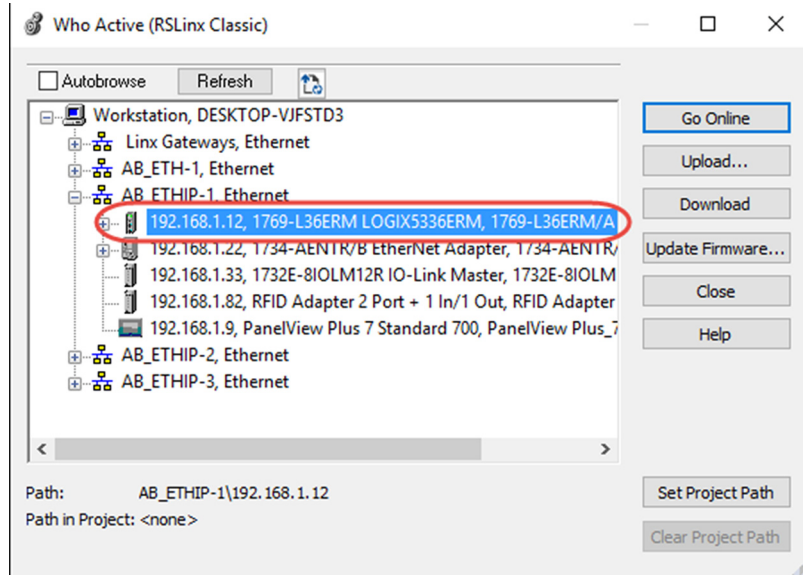 Who Active (RSLinx Classic)
Autobrowse Refresh
Workstation, DESKTOP-VJFSTD3
Linx Gateways, Ethernet
AB_ETH-1, Ethernet
AB_ETHIP-1, Ethernet
192.168.1.12, 1769-L36ERM LOGIX5336ERM, 1769-L36ERM/A
192.168.1.22, 1734-AENTR/B EtherNet Adapter, 1734-AENTR/
192.168.1.33, 1732E-8IOLM12R IO-Link Master, 1732E-8IOLM
192.168.1.82, RFID Adapter 2 Port + 1 In/1 Out, RFID Adapter
192.168.1.9, PanelView Plus 7 Standard 700, PanelView Plus_7
AB_ETHIP-2, Ethernet
AB_ETHIP-3, Ethernet
Go Online
Upload...
Download
Update Firmware...
Close
Help
Path: AB_ETHIP-1\192.168.1.12
Path in Project: <none>
Set Project Path
Clear Project Path